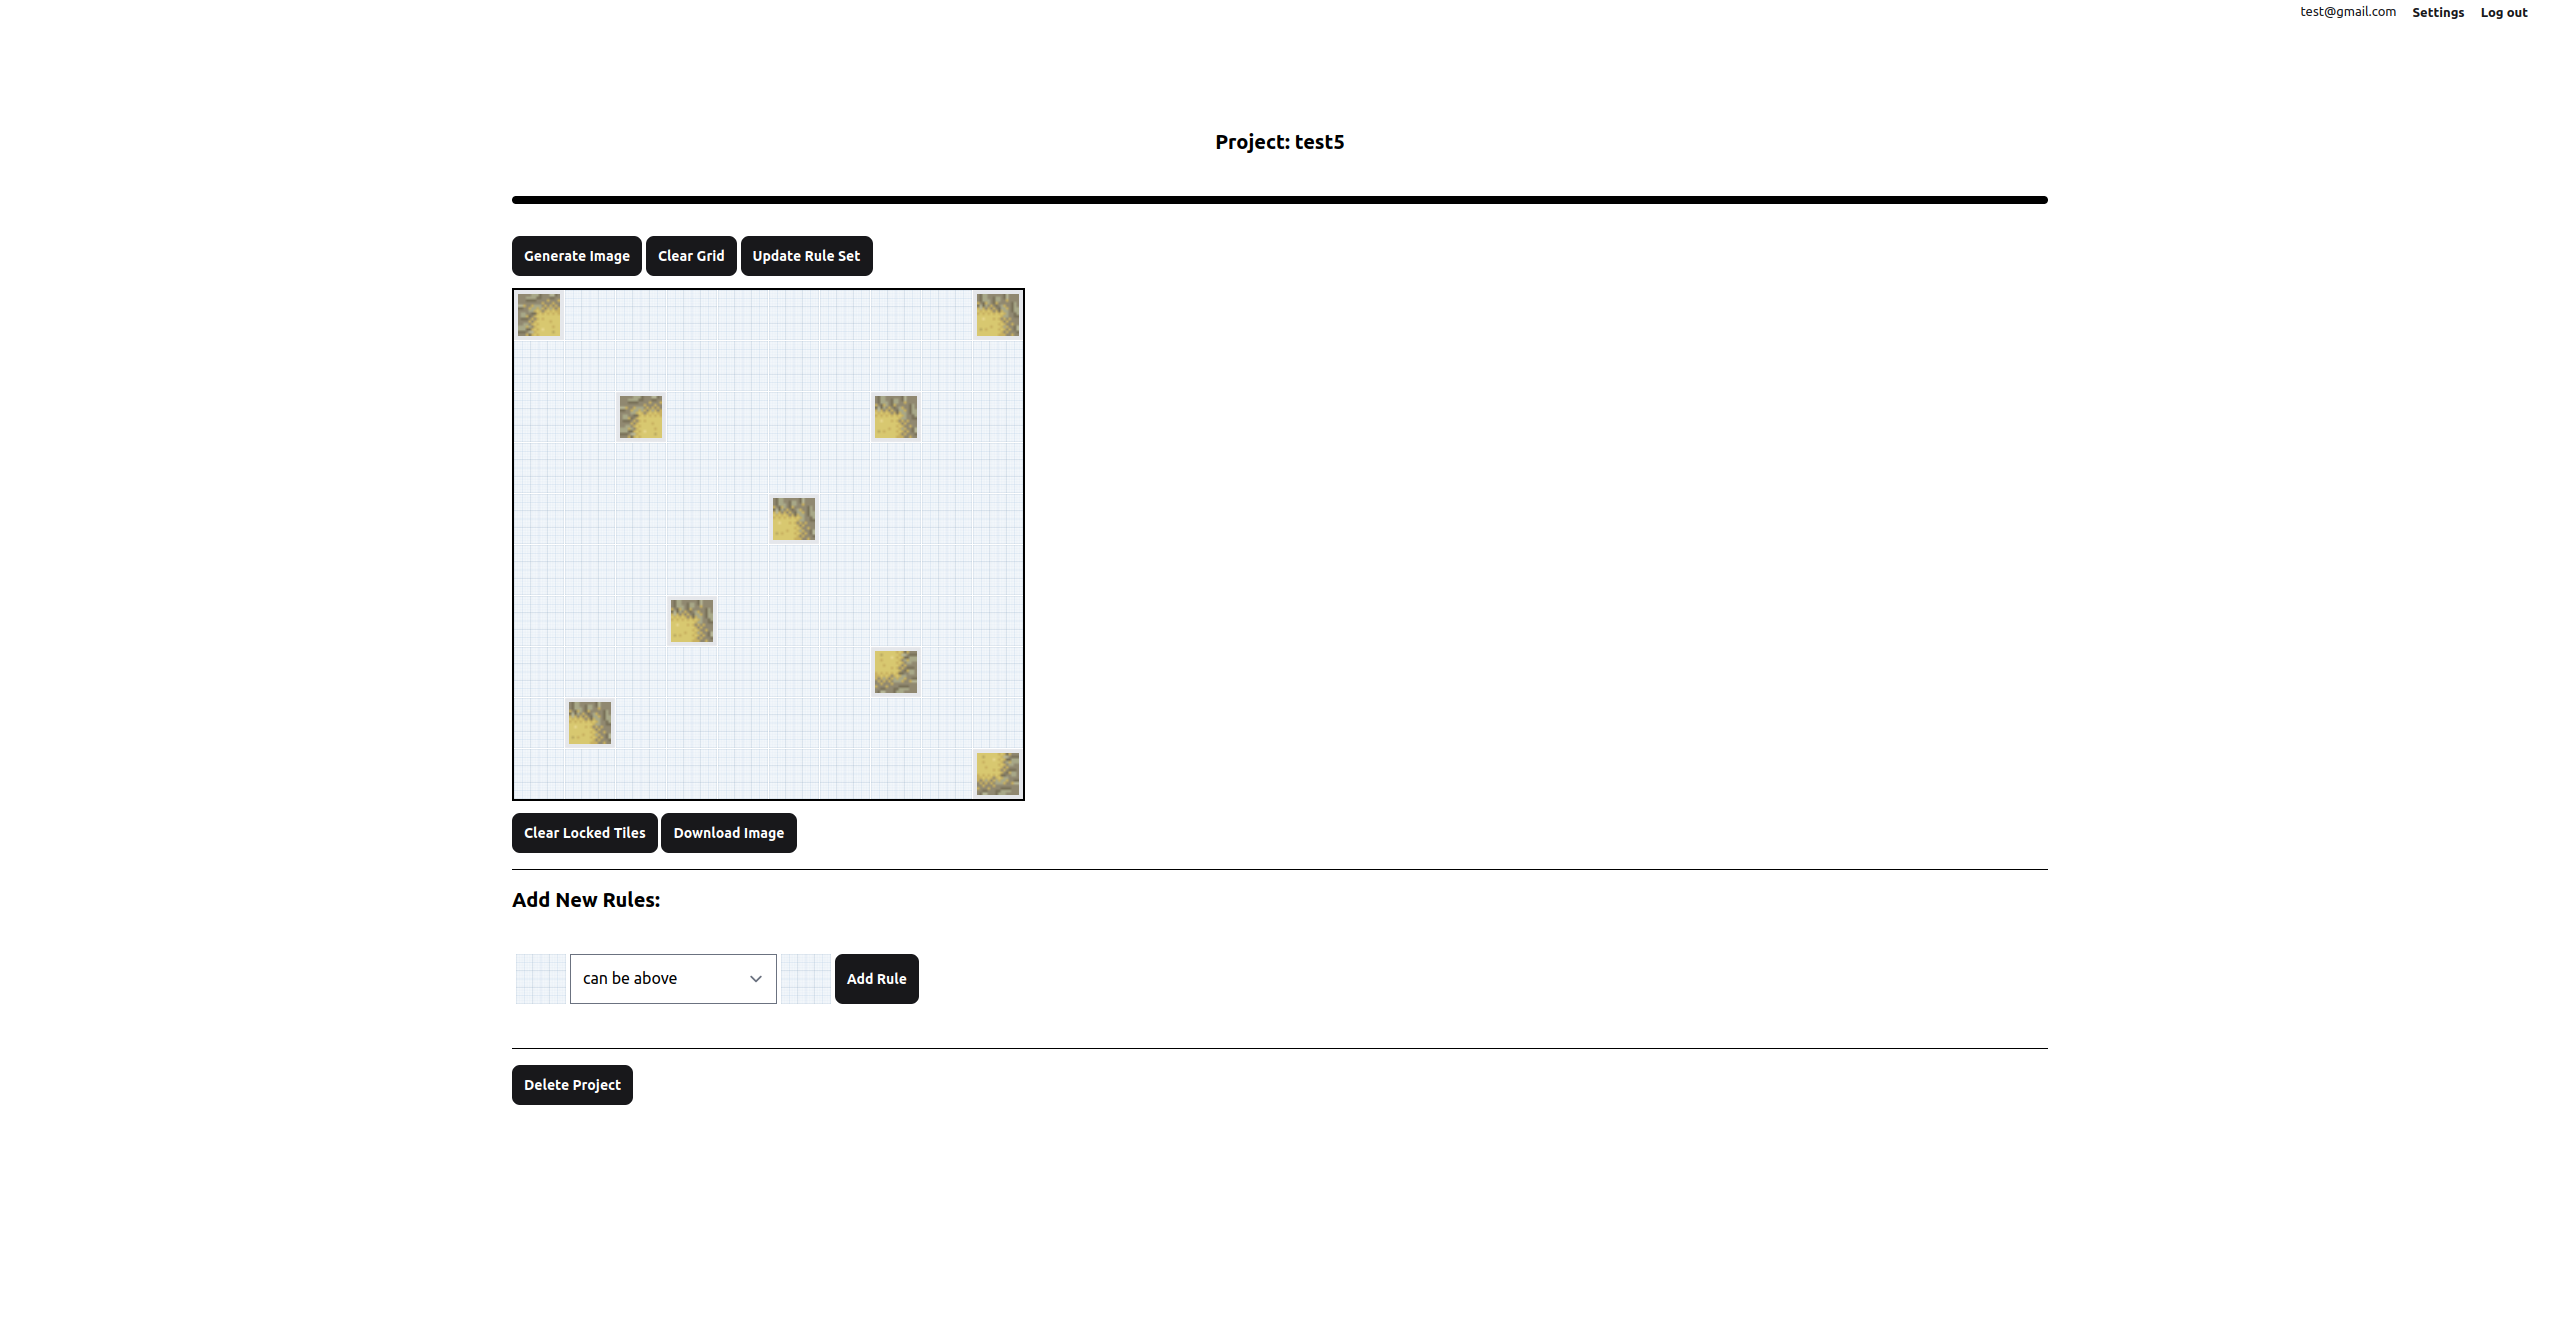 test@gmail.com Settings Log out
Project: test5
Generate Image Clear Grid Update Rule Set
Clear Locked Tiles Download Image
Add New Rules:
can be above Add Rule
Delete Project